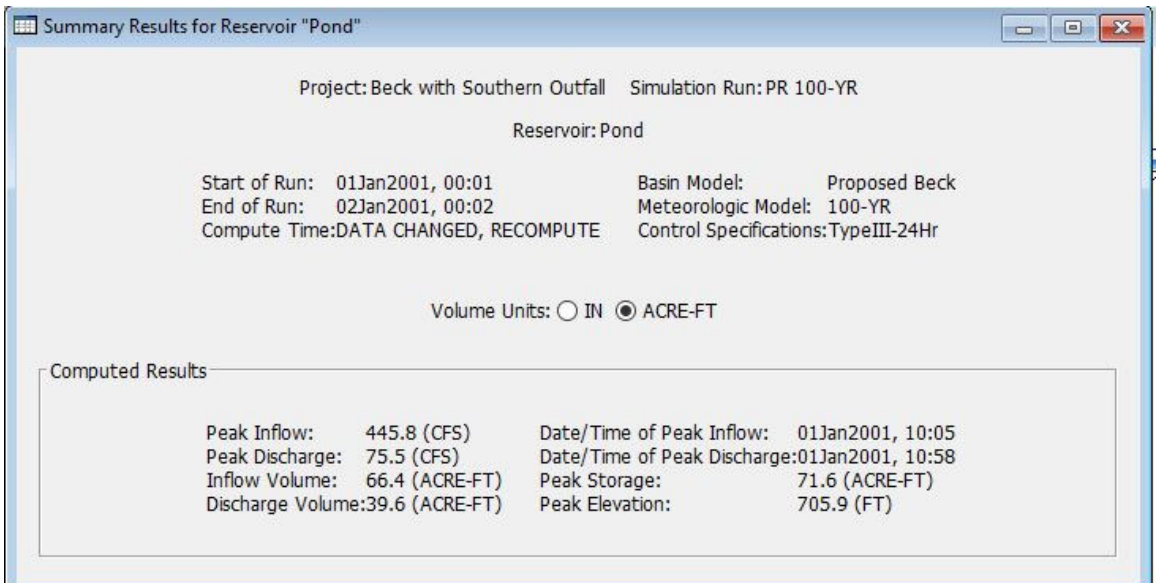 Summary Results for Reservoir "Pond"
Project: Beck with Southern Outfall Simulation Run: PR 100-YR
Reservoir: Pond
Start of Run: 01Jan2001, 00:01 Basin Model: Proposed Beck
End of Run: 02Jan2001, 00:02 Meteorologic Model: 100-YR
Compute Time:DATA CHANGED, RECOMPUTE Control Specifications:TypeIII-24Hr
Volume Units: IN ACRE-FT
Computed Results
Peak Inflow: 445.8 (CFS) Date/Time of Peak Inflow: 01Jan2001, 10:05
Peak Discharge: 75.5 (CFS) Date/Time of Peak Discharge:01Jan2001, 10:58
Inflow Volume: 66.4 (ACRE-FT) Peak Storage: 71.6 (ACRE-FT)
Discharge Volume:39.6 (ACRE-FT) Peak Elevation: 705.9 (FT)